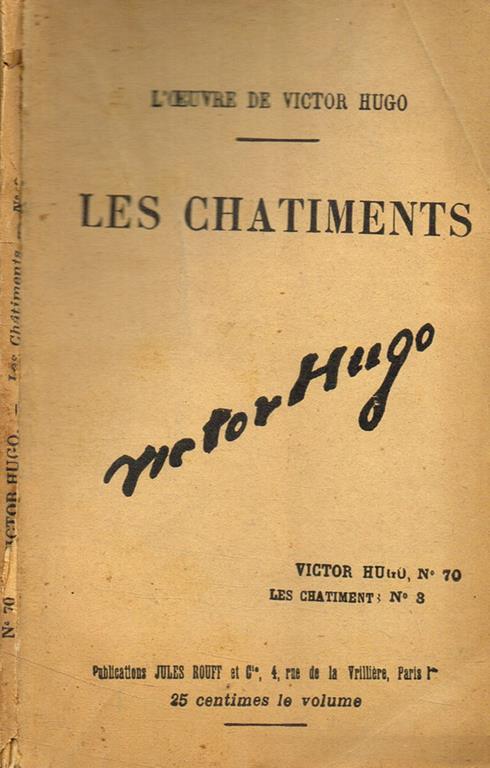 L'ŒUVRE DE VICTOR HUGO
LES CHATIMENTS
Victor Hugo
VICTOR HUGO, N° 70
LES CHATIMENTS N° 3
Publications JULES ROUFF et Cie, 4, rue de la Vrillière, Paris 1er
25 centimes le volume
N° 70 VICTOR HUGO. — Les Châtiments —